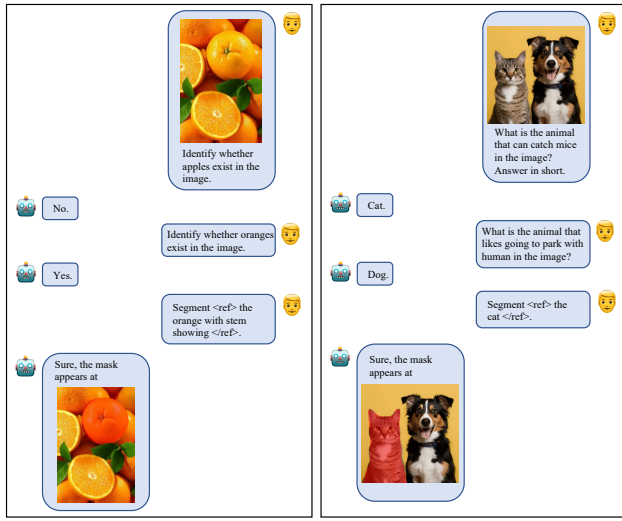 Identify whether
apples exist in the
image.
No.
Identify whether oranges
exist in the image.
Yes.
Segment <ref> the
orange with stem
showing </ref>.
Sure, the mask
appears at
What is the animal
that can catch mice
in the image?
Answer in short.
Cat.
What is the animal that
likes going to park with
human in the image?
Dog.
Segment <ref> the
cat </ref>.
Sure, the mask
appears at